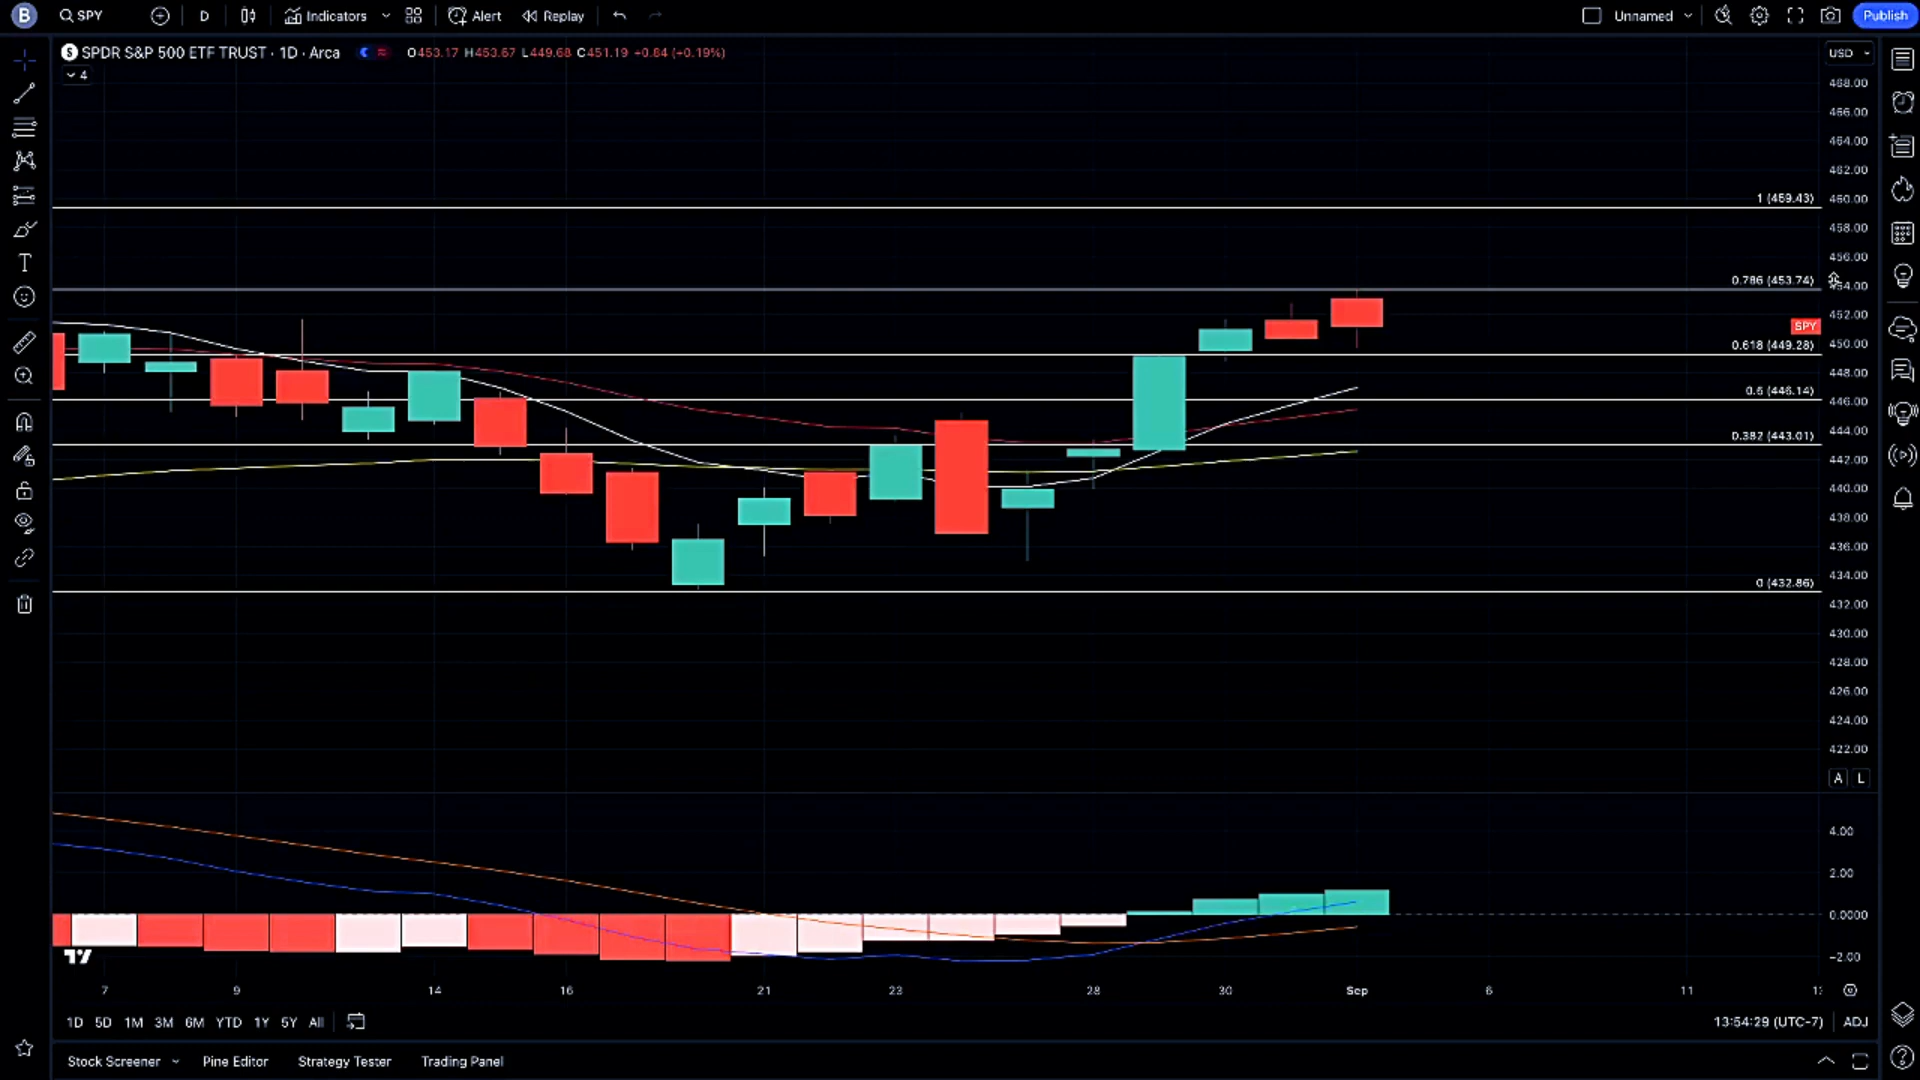 B SPY D Indicators Alert Replay Unnamed Publish
S SPDR S&P 500 ETF TRUST · 1D · Arca O453.17 H453.67 L449.68 C451.19 +0.84 (+0.19%) USD
4
468.00
466.00
464.00
462.00
1 (459.43) 460.00
458.00
456.00
0.786 (453.74) 454.00
452.00
SPY
0.618 (449.28) 450.00
448.00
0.5 (446.14) 446.00
444.00
0.382 (443.01)
442.00
440.00
438.00
436.00
434.00
0 (432.86)
432.00
430.00
428.00
426.00
424.00
422.00
A L
4.00
2.00
0.0000
−2.00
7 9 14 16 21 23 28 30 Sep 6 11
1D 5D 1M 3M 6M YTD 1Y 5Y All 13:54:29 (UTC-7) ADJ
Stock Screener Pine Editor Strategy Tester Trading Panel